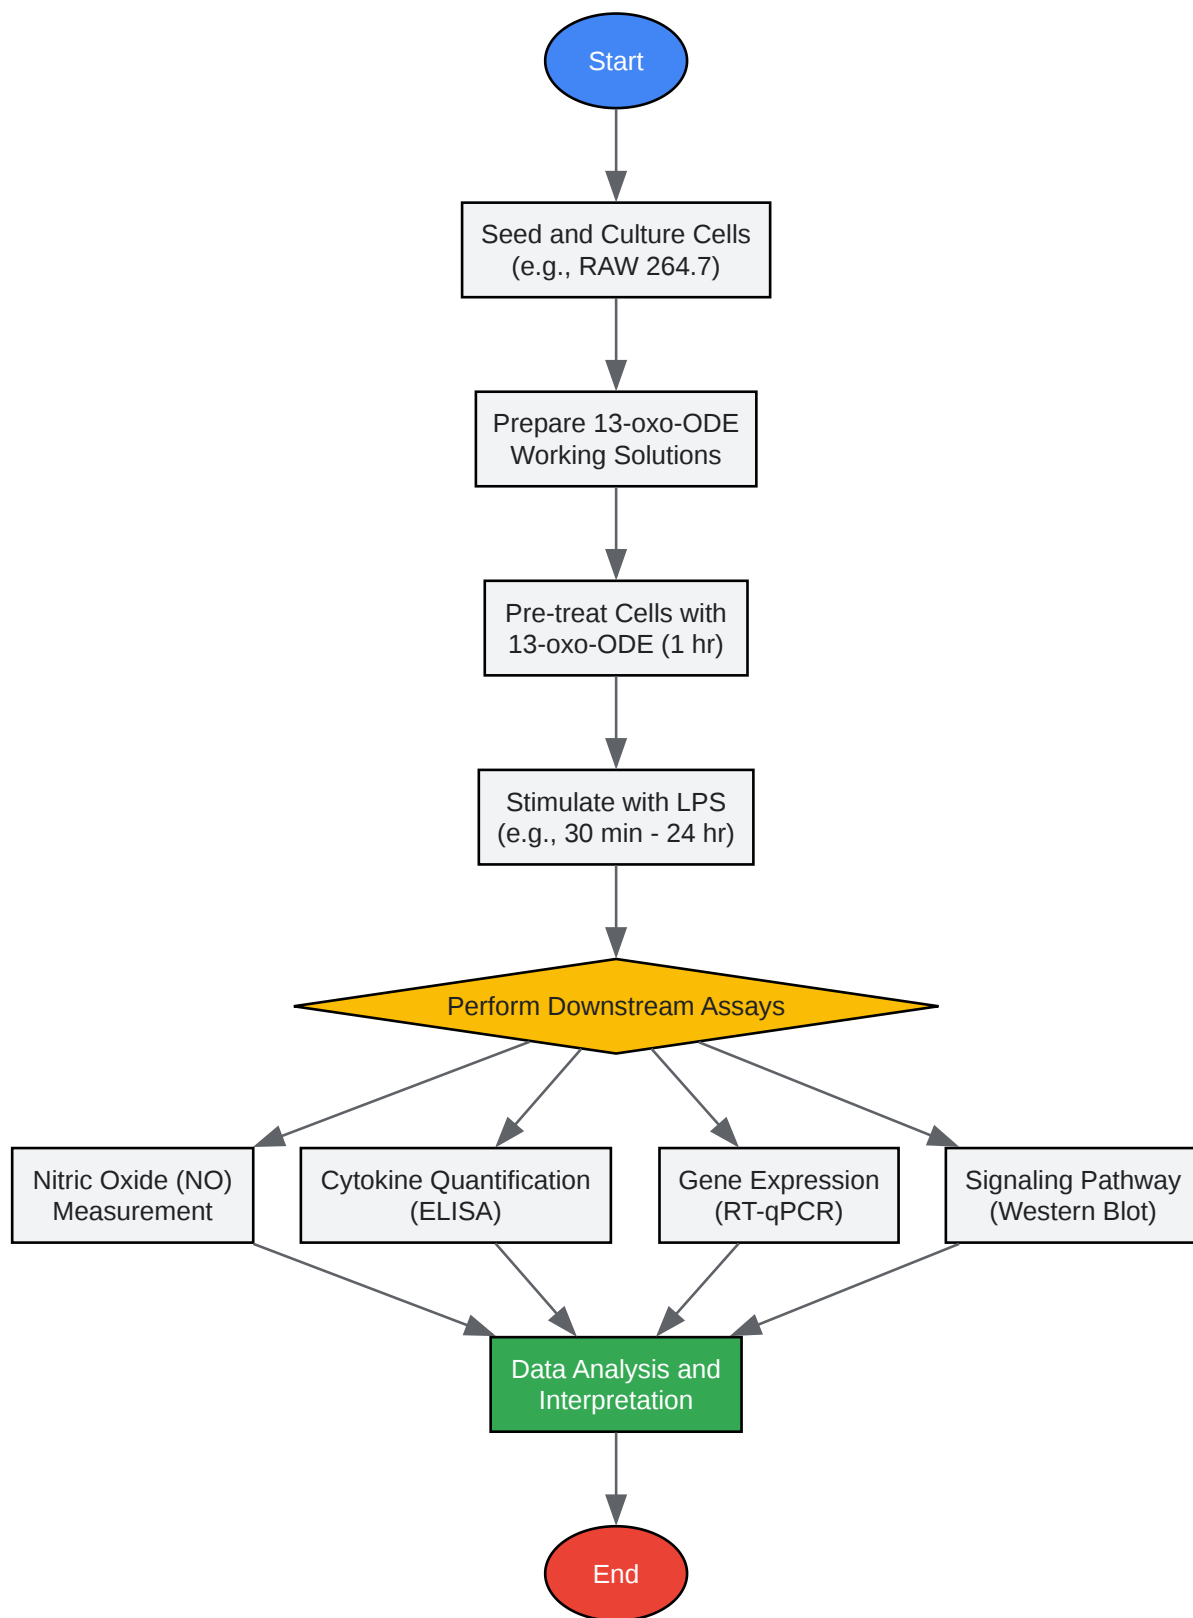 Start
Seed and Culture Cells
(e.g., RAW 264.7)
Prepare 13-oxo-ODE
Working Solutions
Pre-treat Cells with
13-oxo-ODE (1 hr)
Stimulate with LPS
(e.g., 30 min - 24 hr)
Perform Downstream Assays
Nitric Oxide (NO)
Measurement
Cytokine Quantification
(ELISA)
Gene Expression
(RT-qPCR)
Signaling Pathway
(Western Blot)
Data Analysis and
Interpretation
End